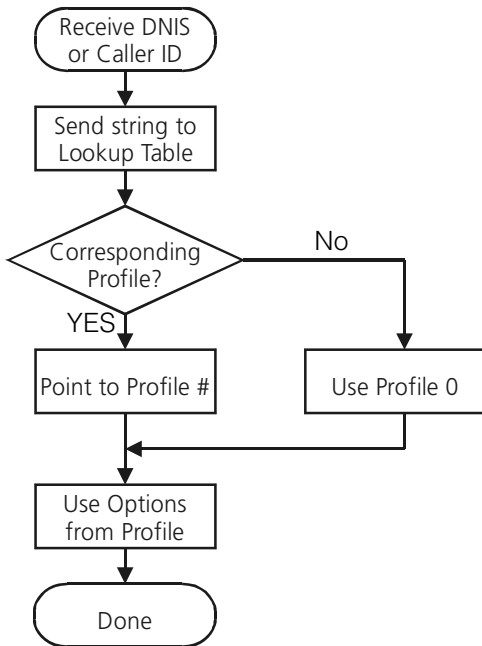 Receive DNIS
or Caller ID
Send string to
Lookup Table
Corresponding
Profile?
No
YES
Point to Profile #
Use Profile 0
Use Options
from Profile
Done